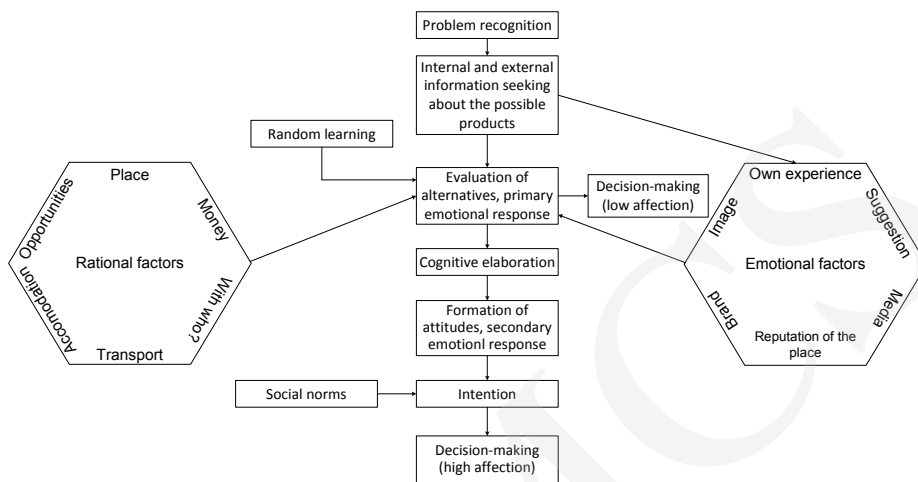 Problem recognition
Internal and external
information seeking
about the possible
products
Random learning
Evaluation of
alternatives, primary
emotional response
Decision-making
(low affection)
Cognitive elaboration
Formation of
attitudes, secondary
emotionl response
Social norms
Intention
Decision-making
(high affection)
Place
Opportunities
Money
Rational factors
Accomodation
With who?
Transport
Own experience
Image
Suggestion
Emotional factors
Brand
Media
Reputation of the
place
MCS